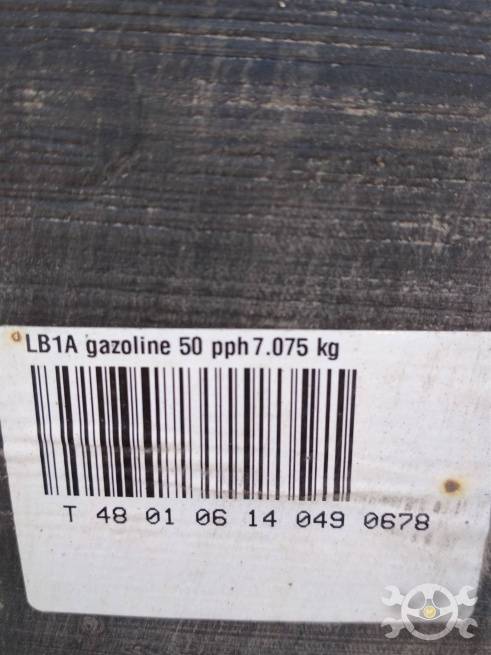 LB1A gazoline 50 pph 7.075 kg
T 48 01 06 14 049 0678